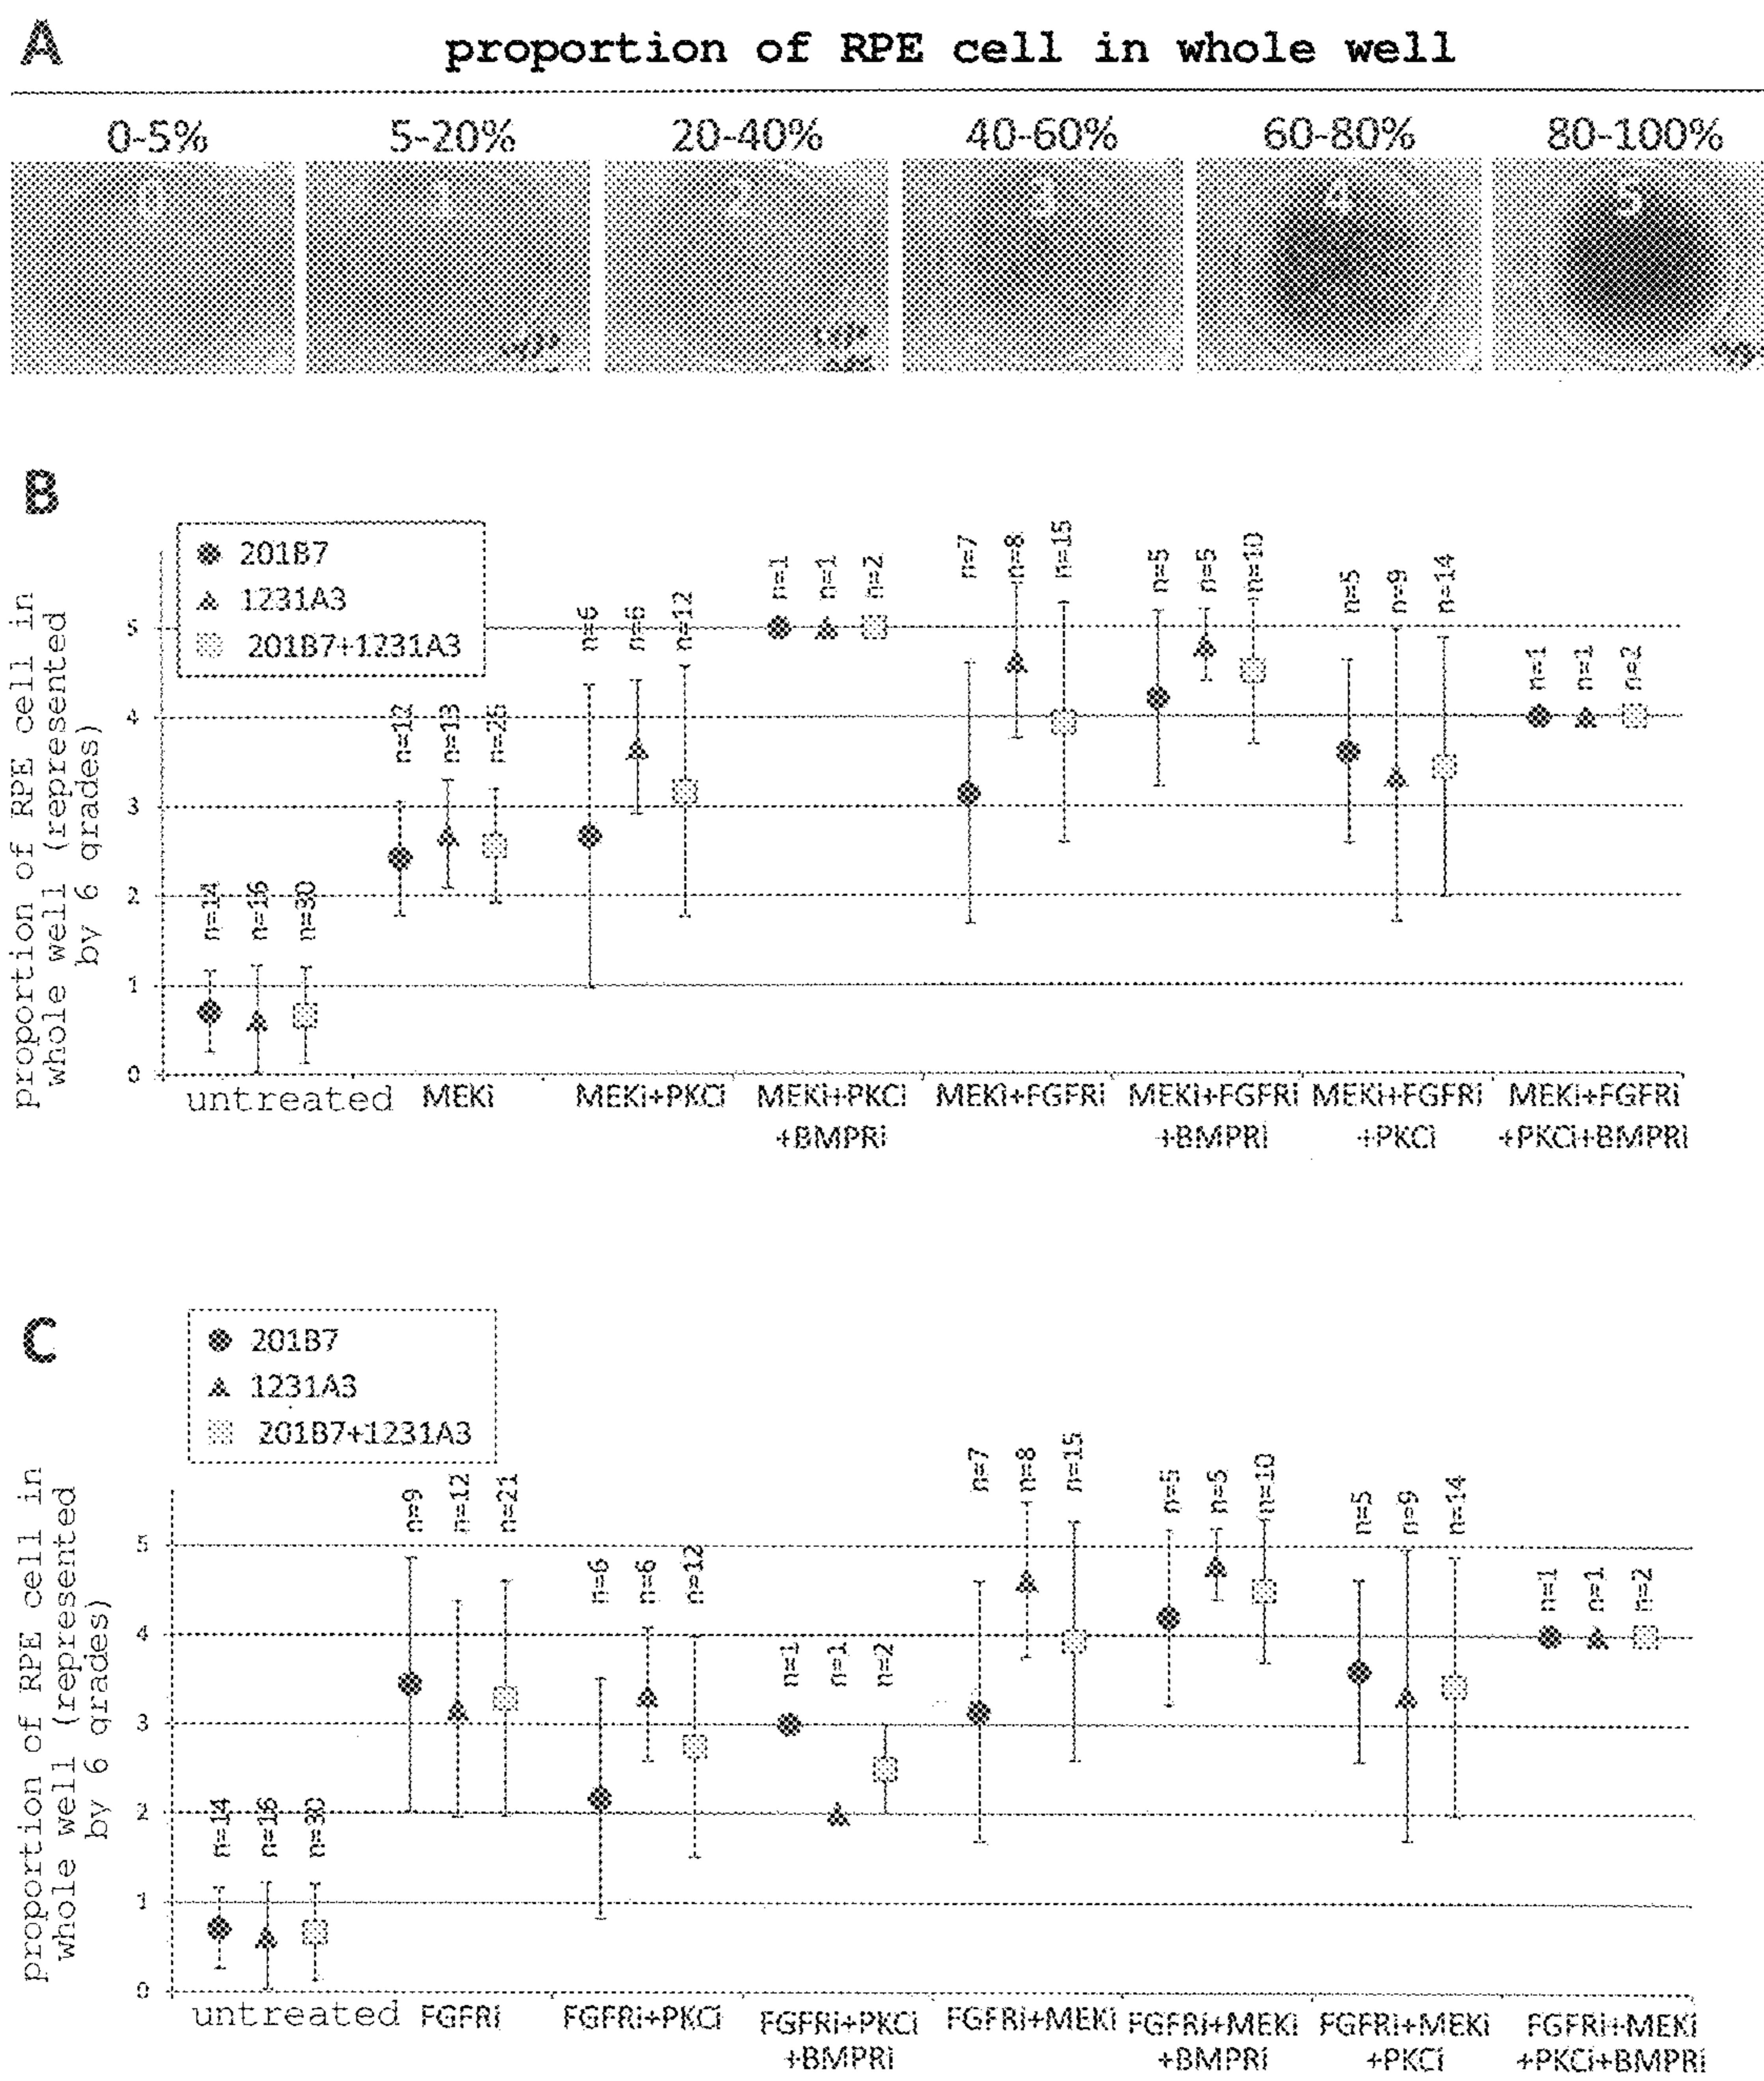 A
proportion of RPE cell in whole well
0-5% 5-20% 20-40% 40-60% 60-80% 80-100%
0 1 2 3 4 5
B
201B7
1231A3
201B7+1231A3
proportion of RPE cell in
whole well (represented
by 6 grades)
5
4
3
2
1
0
n=14 n=16 n=30
n=12 n=13 n=25
n=6 n=6 n=12
n=1 n=1 n=2
n=7 n=8 n=15
n=5 n=5 n=10
n=5 n=9 n=14
n=1 n=1 n=2
untreated MEKi MEKi+PKCi MEKi+PKCi MEKi+FGFRi MEKi+FGFRi MEKi+FGFRi MEKi+FGFRi
+BMPRi +BMPRi +PKCi +PKCi+BMPRi
C
201B7
1231A3
201B7+1231A3
proportion of RPE cell in
whole well (represented
by 6 grades)
5
4
3
2
1
0
n=14 n=16 n=30
n=9 n=12 n=21
n=6 n=6 n=12
n=1 n=1 n=2
n=7 n=8 n=15
n=5 n=5 n=10
n=5 n=9 n=14
n=1 n=1 n=2
untreated FGFRi FGFRi+PKCi FGFRi+PKCi FGFRi+MEKi FGFRi+MEKi FGFRi+MEKi FGFRi+MEKi
+BMPRi +BMPRi +PKCi +PKCi+BMPRi